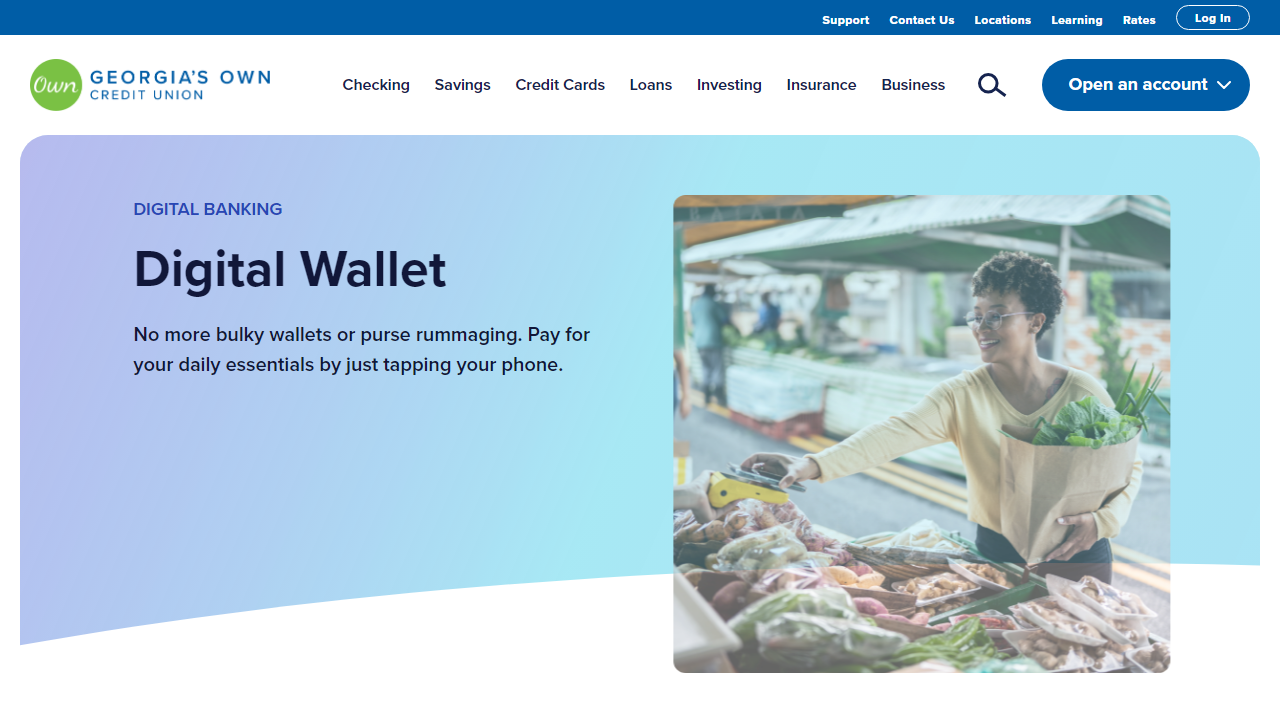 Support Contact Us Locations Learning Rates Log In
Own GEORGIA'S OWN
CREDIT UNION
Checking Savings Credit Cards Loans Investing Insurance Business Open an account
DIGITAL BANKING
Digital Wallet
No more bulky wallets or purse rummaging. Pay for
your daily essentials by just tapping your phone.